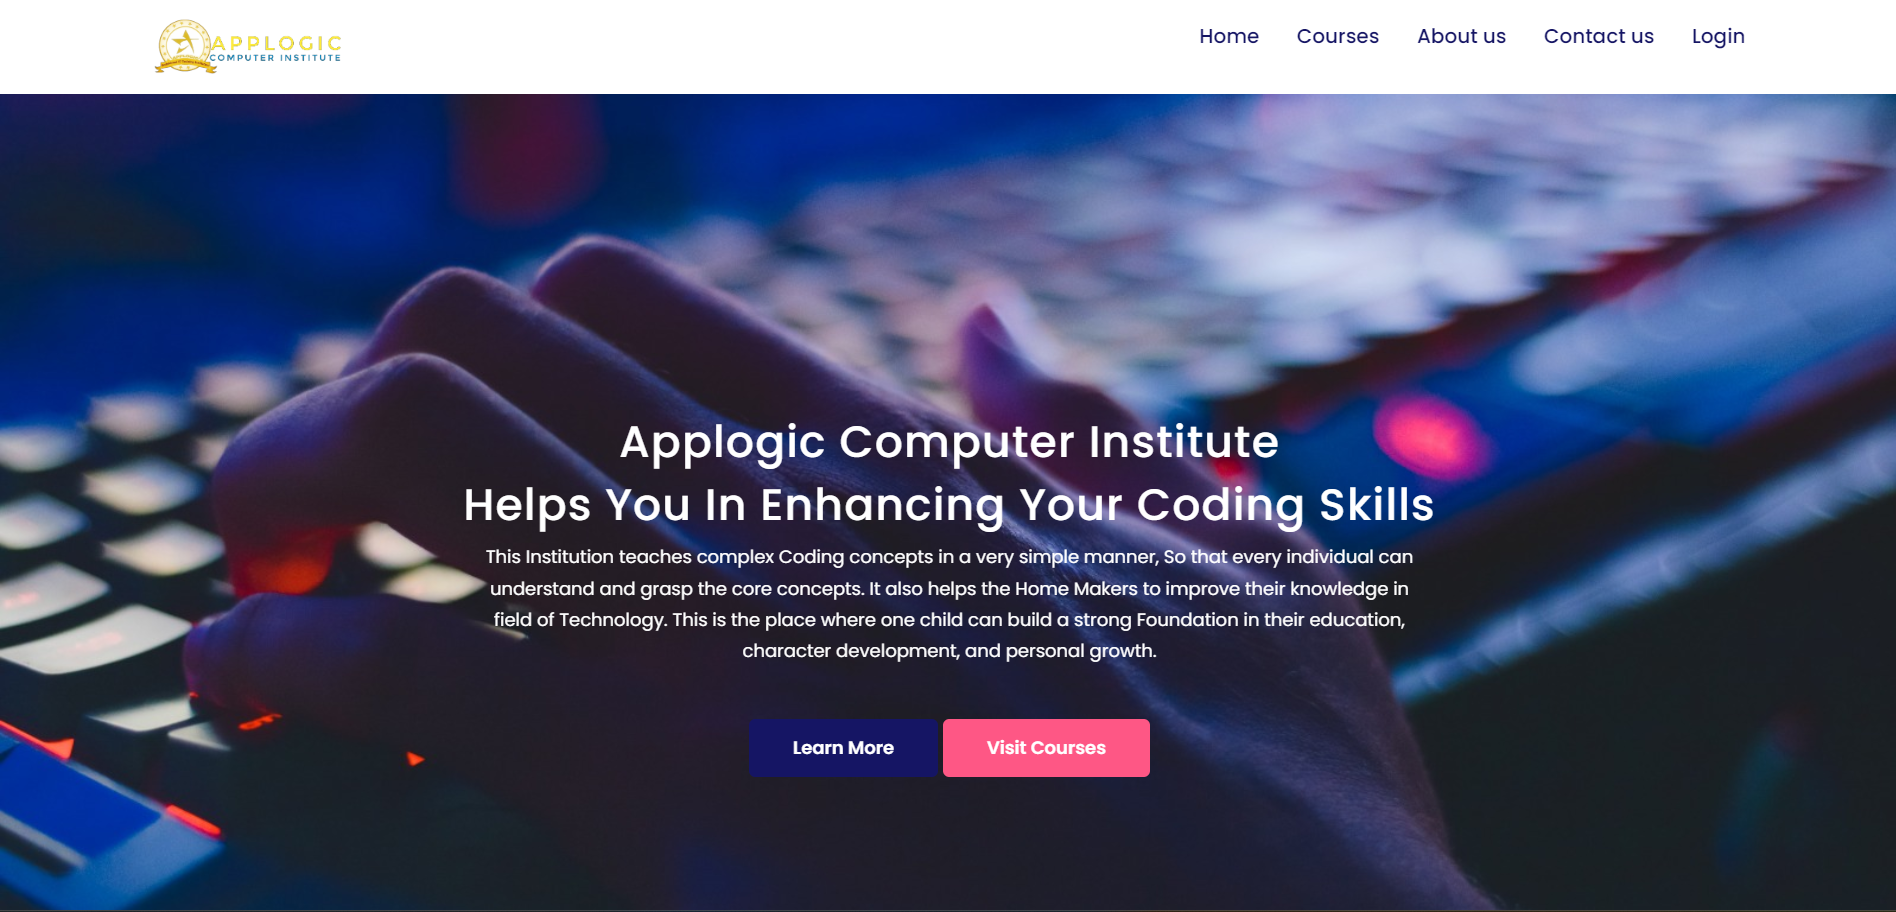 APPLOGIC
COMPUTER INSTITUTE
Home Courses About us Contact us Login
Applogic Computer Institute
Helps You In Enhancing Your Coding Skills
This Institution teaches complex Coding concepts in a very simple manner, So that every individual can
understand and grasp the core concepts. It also helps the Home Makers to improve their knowledge in
field of Technology. This is the place where one child can build a strong Foundation in their education,
character development, and personal growth.
Learn More Visit Courses